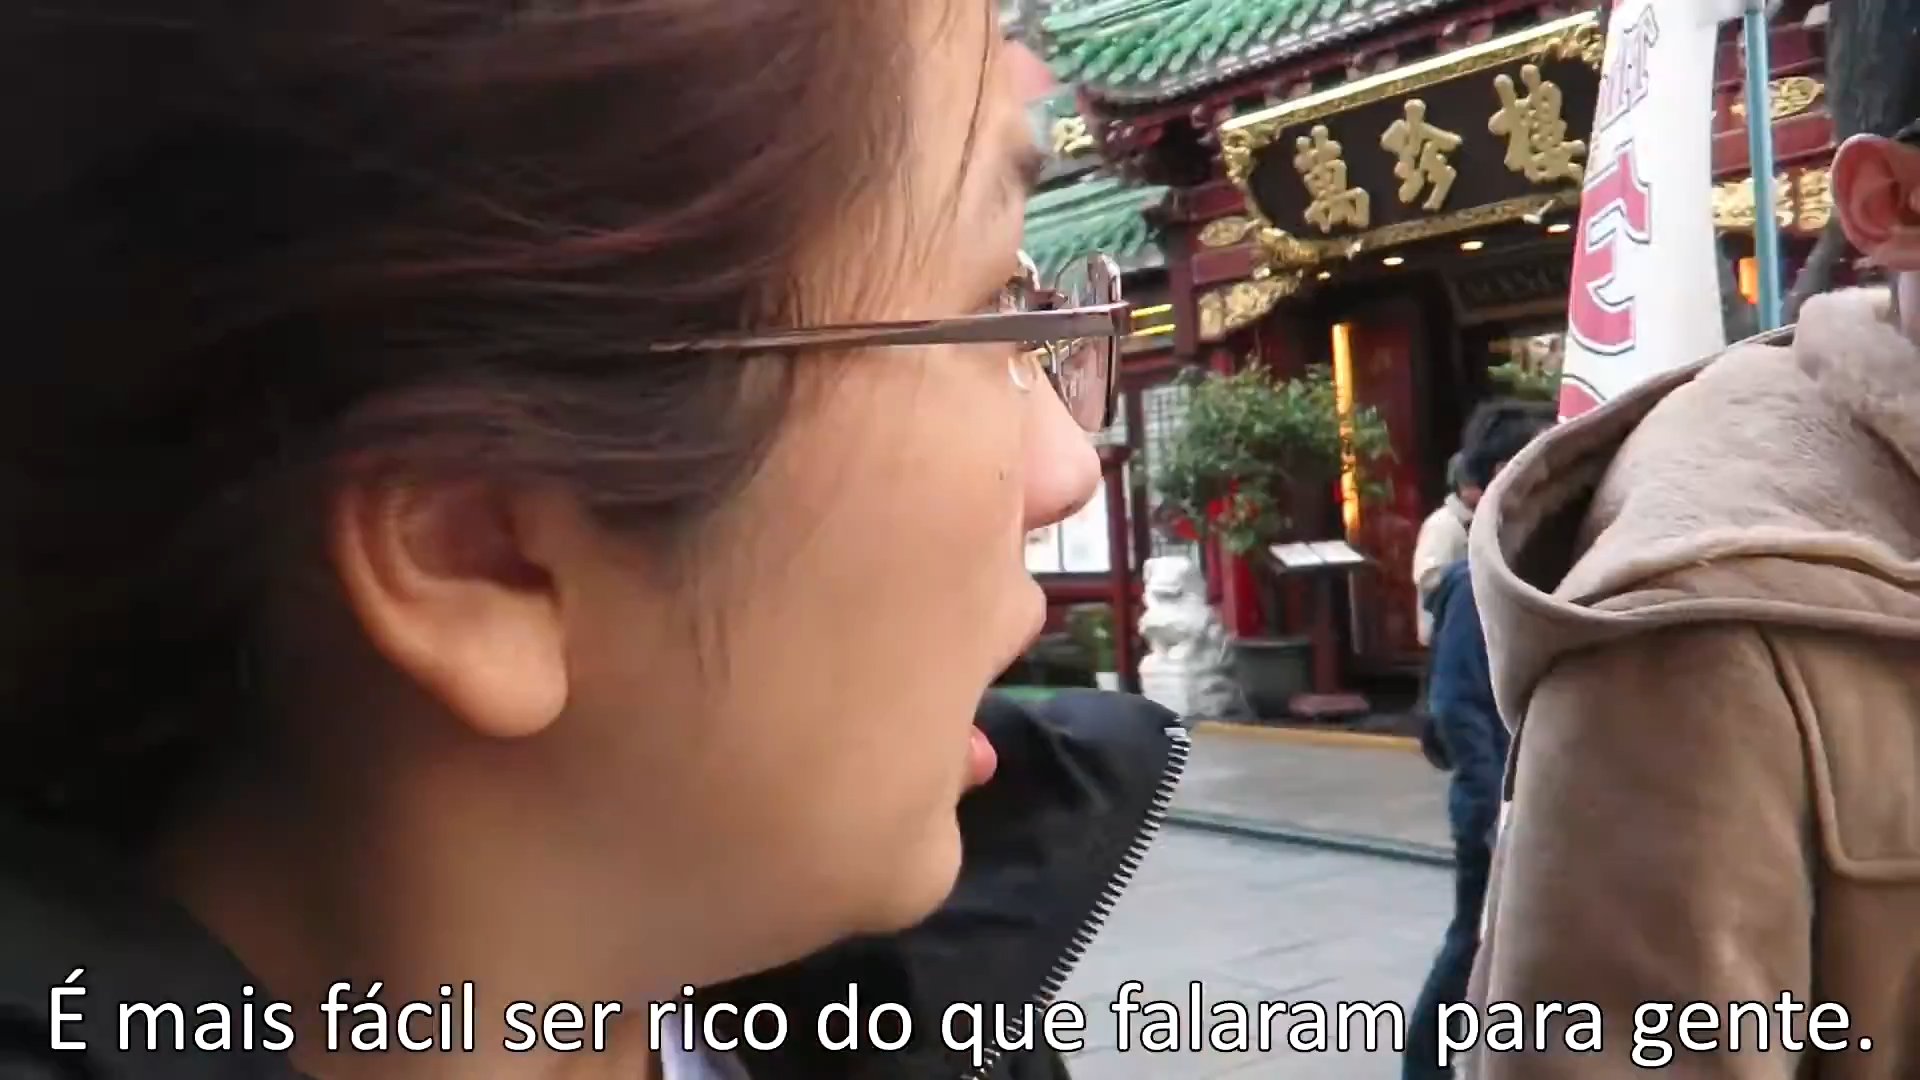 萬珍樓
É mais fácil ser rico do que falaram para gente.